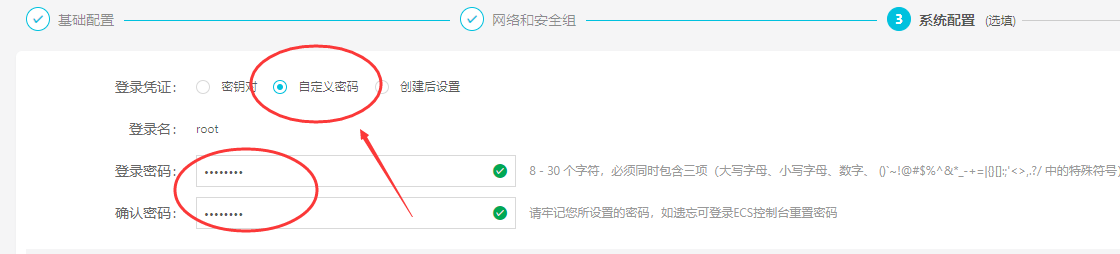 基础配置 网络和安全组 3 系统配置 (选填)
登录凭证: 密钥对 自定义密码 创建后设置
登录名: root
登录密码: •••••••• 8 - 30 个字符，必须同时包含三项（大写字母、小写字母、数字、 ()`~!@#$%^&*_-+=|{}[]:;'<>,.?/ 中的特殊符号）
确认密码: •••••••• 请牢记您所设置的密码，如遗忘可登录ECS控制台重置密码